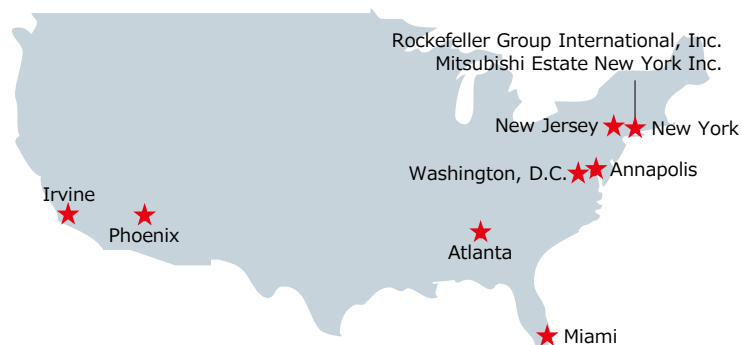 Rockefeller Group International, Inc.
Mitsubishi Estate New York Inc.
New Jersey
New York
Washington, D.C.
Annapolis
Irvine
Phoenix
Atlanta
Miami